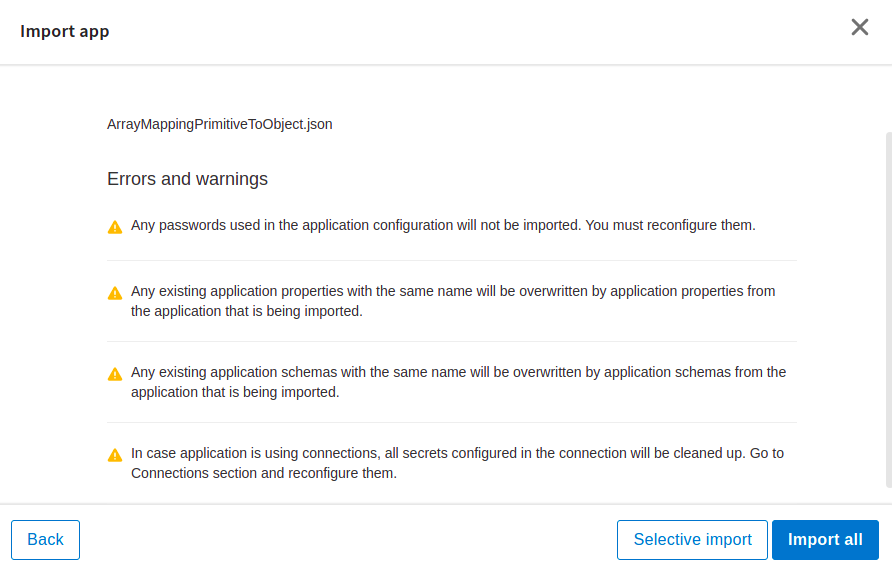 Import app
ArrayMappingPrimitiveToObject.json
Errors and warnings
Any passwords used in the application configuration will not be imported. You must reconfigure them.
Any existing application properties with the same name will be overwritten by application properties from
the application that is being imported.
Any existing application schemas with the same name will be overwritten by application schemas from the
application that is being imported.
In case application is using connections, all secrets configured in the connection will be cleaned up. Go to
Connections section and reconfigure them.
Back
Selective import
Import all